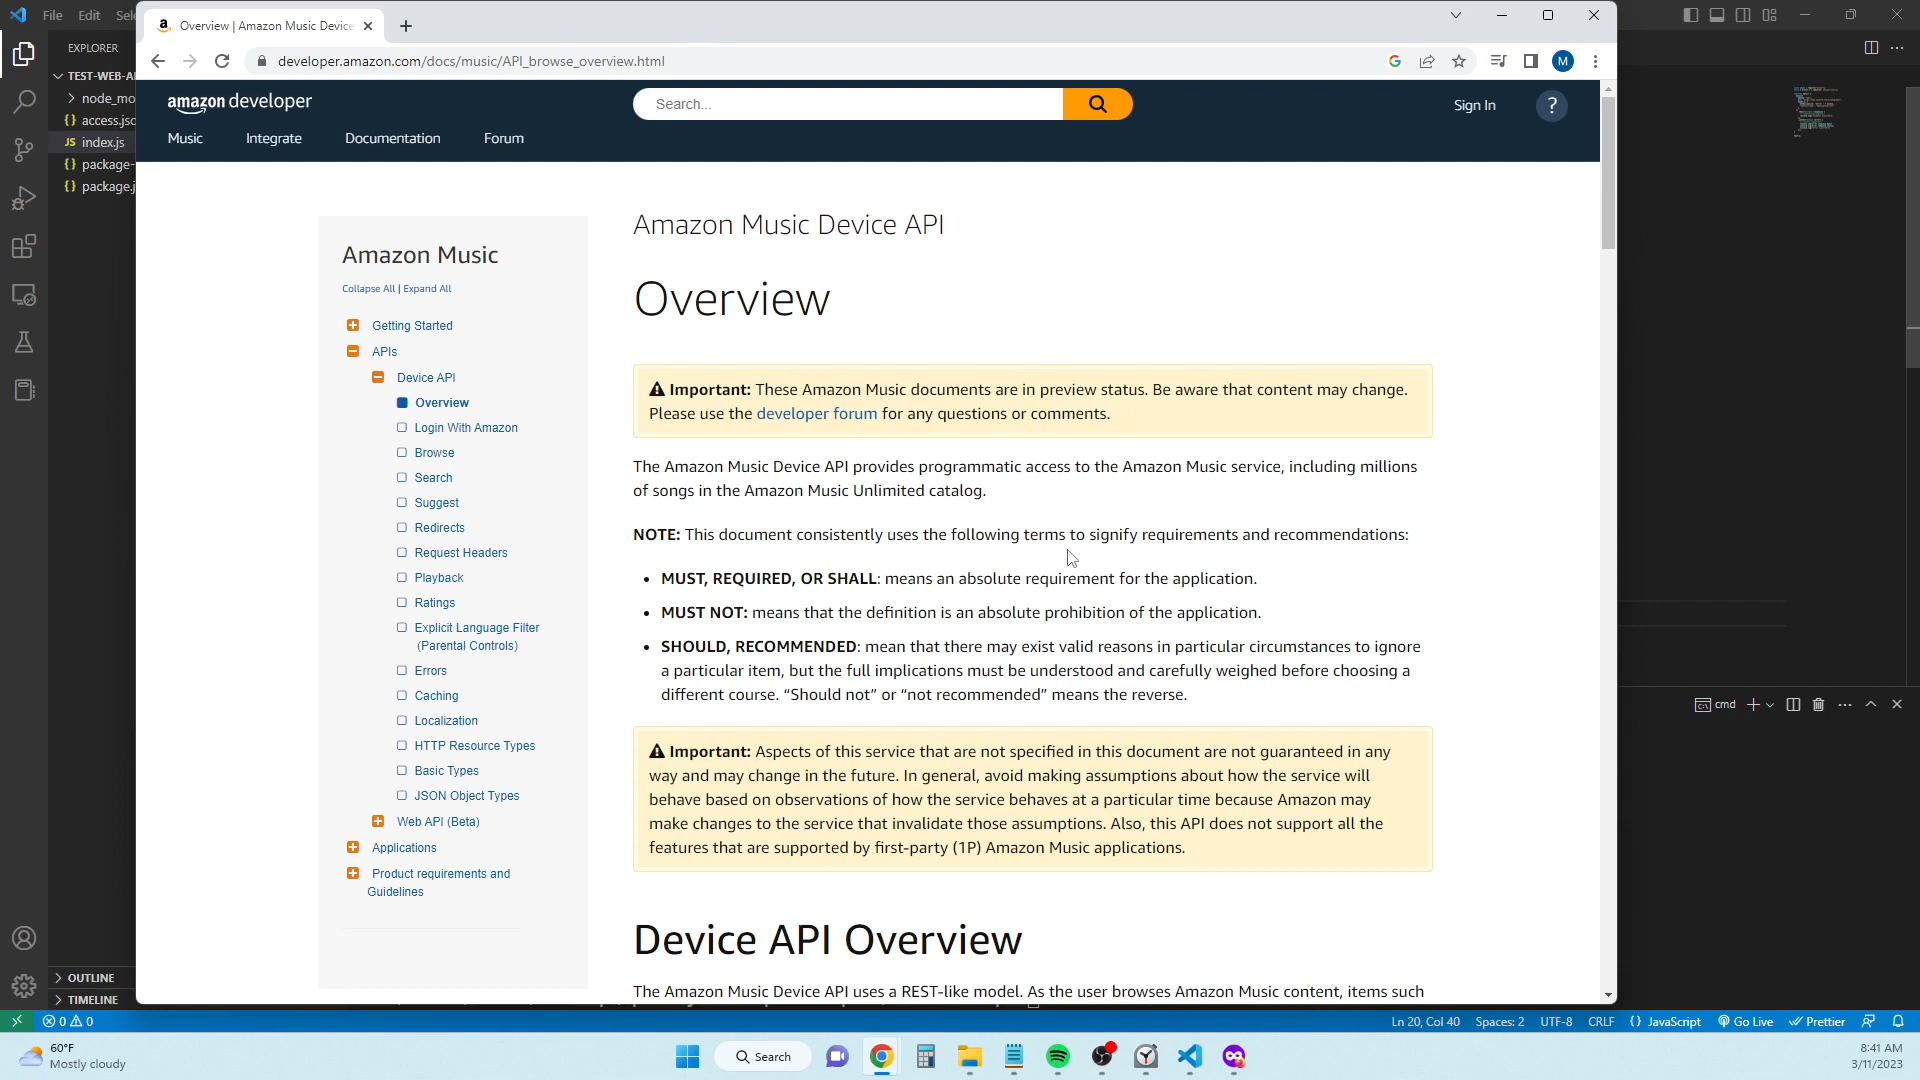 File Edit Sele
Overview | Amazon Music Device
EXPLORER
developer.amazon.com/docs/music/API_browse_overview.html
M
TEST-WEB-A
node_mo
access.jso
JS index.js
package-
package.j
amazon developer
Search...
Sign In
?
Music Integrate Documentation Forum
Amazon Music
Collapse All | Expand All
Getting Started
APIs
Device API
Overview
Login With Amazon
Browse
Search
Suggest
Redirects
Request Headers
Playback
Ratings
Explicit Language Filter
(Parental Controls)
Errors
Caching
Localization
HTTP Resource Types
Basic Types
JSON Object Types
Web API (Beta)
Applications
Product requirements and
Guidelines
Amazon Music Device API
Overview
Important: These Amazon Music documents are in preview status. Be aware that content may change.
Please use the developer forum for any questions or comments.
The Amazon Music Device API provides programmatic access to the Amazon Music service, including millions
of songs in the Amazon Music Unlimited catalog.
NOTE: This document consistently uses the following terms to signify requirements and recommendations:
• MUST, REQUIRED, OR SHALL: means an absolute requirement for the application.
• MUST NOT: means that the definition is an absolute prohibition of the application.
• SHOULD, RECOMMENDED: mean that there may exist valid reasons in particular circumstances to ignore
a particular item, but the full implications must be understood and carefully weighed before choosing a
different course. “Should not” or “not recommended” means the reverse.
Important: Aspects of this service that are not specified in this document are not guaranteed in any
way and may change in the future. In general, avoid making assumptions about how the service will
behave based on observations of how the service behaves at a particular time because Amazon may
make changes to the service that invalidate those assumptions. Also, this API does not support all the
features that are supported by first-party (1P) Amazon Music applications.
Device API Overview
The Amazon Music Device API uses a REST-like model. As the user browses Amazon Music content, items such
cmd
OUTLINE
TIMELINE
0 0
Ln 20, Col 40 Spaces: 2 UTF-8 CRLF {} JavaScript Go Live Prettier
60°F
Mostly cloudy
Search
8:41 AM
3/11/2023